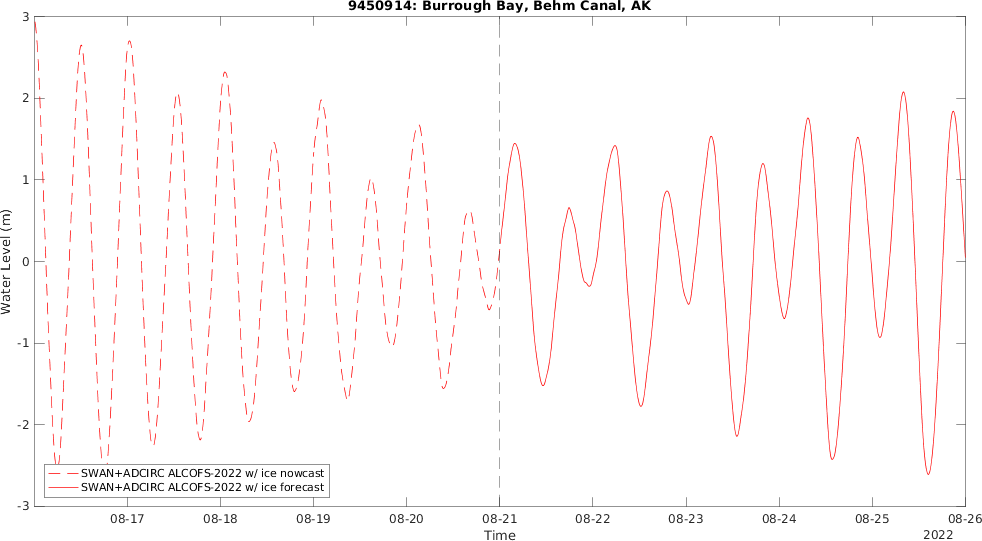 9450914: Burrough Bay, Behm Canal, AK
3
2
1
0
-1
-2
-3
Water Level (m)
SWAN+ADCIRC ALCOFS-2022 w/ ice nowcast
SWAN+ADCIRC ALCOFS-2022 w/ ice forecast
08-17 08-18 08-19 08-20 08-21 08-22 08-23 08-24 08-25 08-26
Time
2022